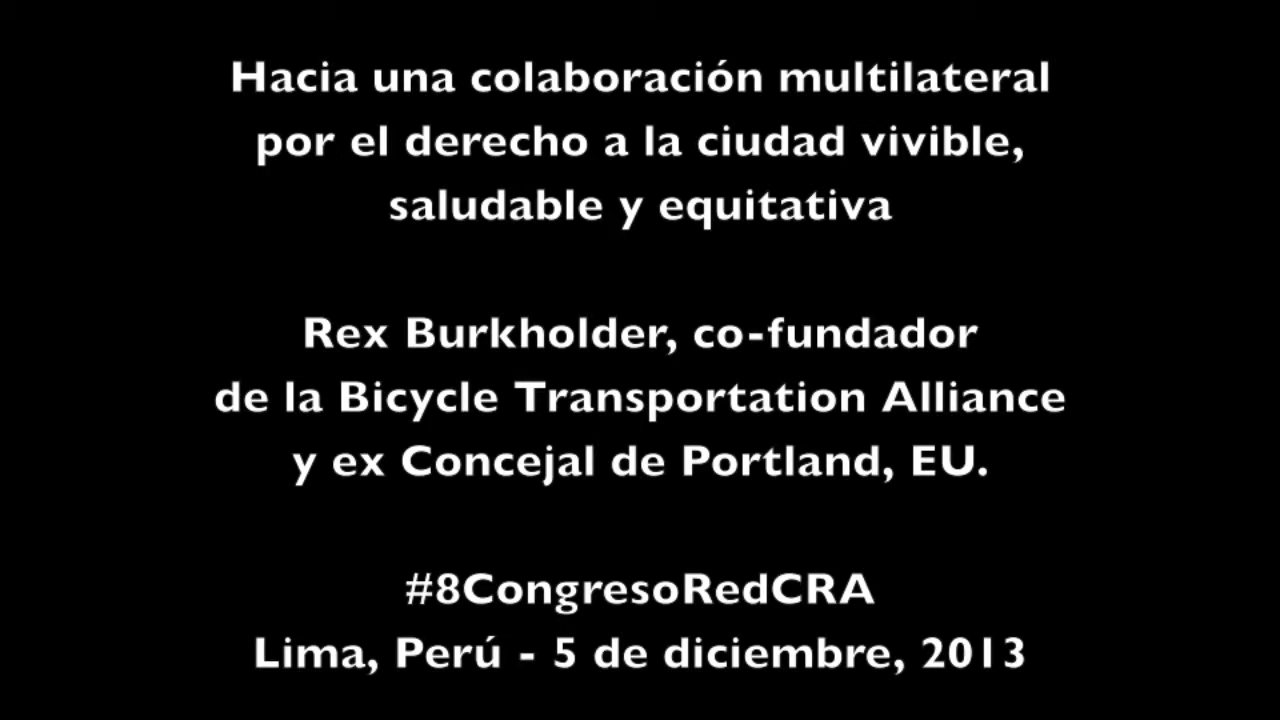 Hacia una colaboración multilateral
por el derecho a la ciudad vivible,
saludable y equitativa
Rex Burkholder, co-fundador
de la Bicycle Transportation Alliance
y ex Concejal de Portland, EU.
#8CongresoRedCRA
Lima, Perú - 5 de diciembre, 2013